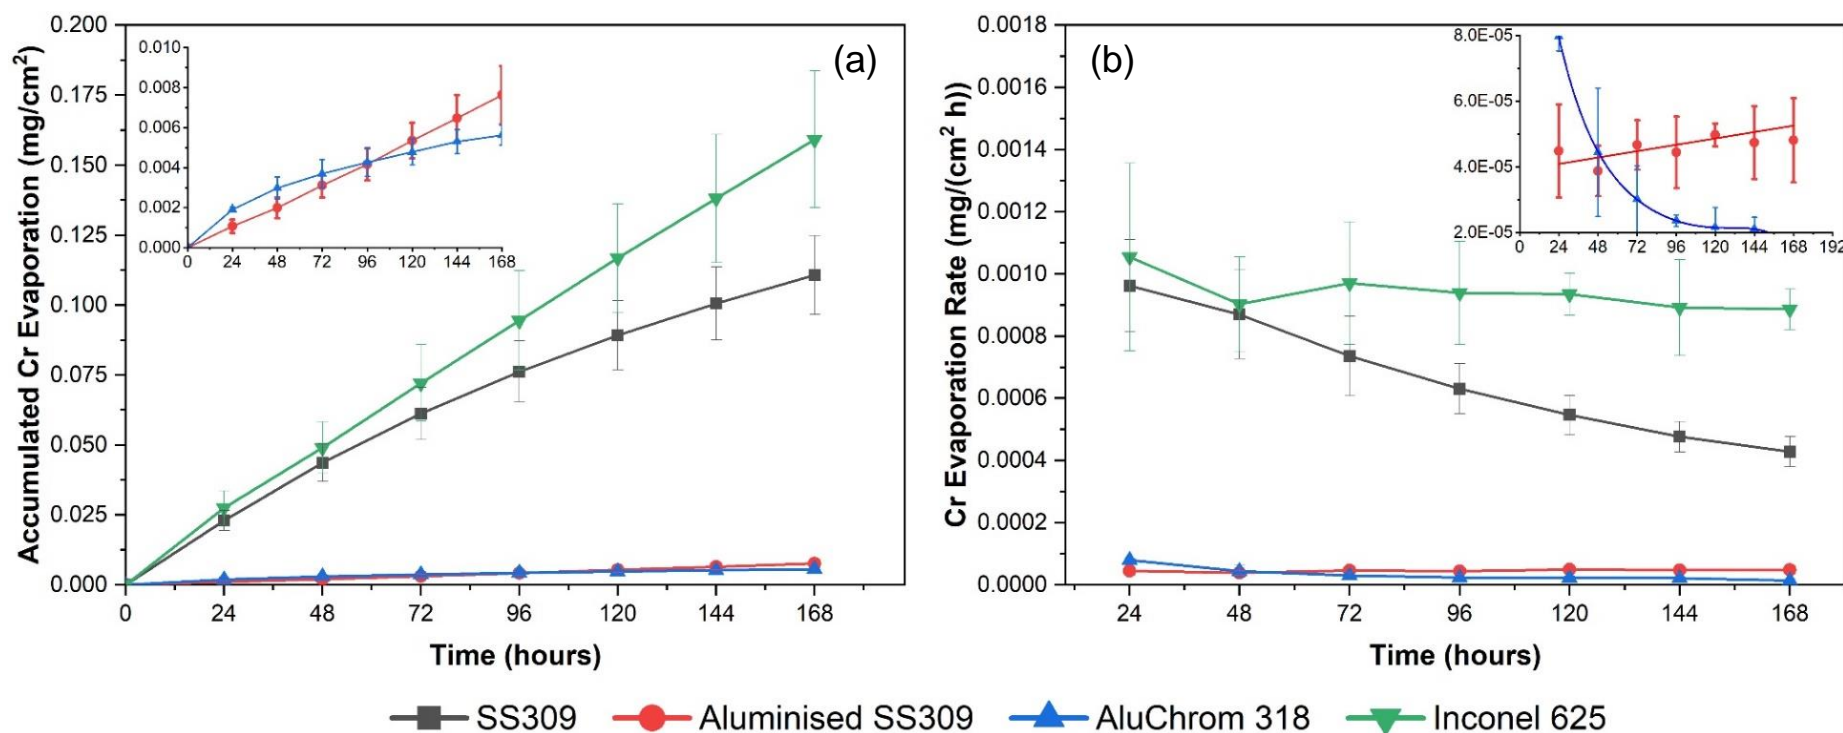 Accumulated Cr Evaporation (mg/cm²)
0.200
0.175
0.150
0.125
0.100
0.075
0.050
0.025
0.000
0 24 48 72 96 120 144 168
Time (hours)
(a)
0.010
0.008
0.006
0.004
0.002
0.000
0 24 48 72 96 120 144 168
Cr Evaporation Rate (mg/(cm² h))
0.0018
0.0016
0.0014
0.0012
0.0010
0.0008
0.0006
0.0004
0.0002
0.0000
24 48 72 96 120 144 168
Time (hours)
(b)
8.0E-05
6.0E-05
4.0E-05
2.0E-05
0 24 48 72 96 120 144 168 192
SS309 Aluminised SS309 AluChrom 318 Inconel 625